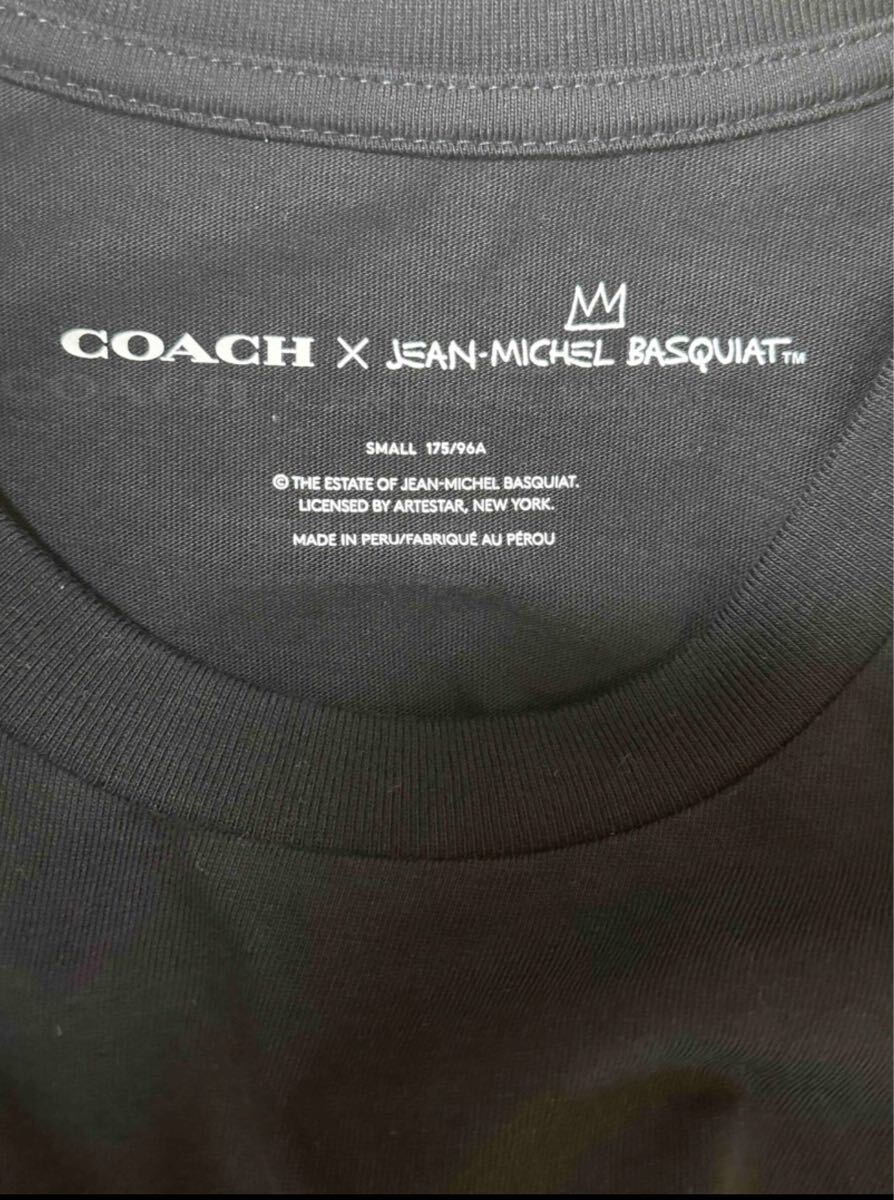 COACH X JEAN-MICHEL BASQUIAT™
SMALL 175/96A
© THE ESTATE OF JEAN-MICHEL BASQUIAT.
LICENSED BY ARTESTAR, NEW YORK.
MADE IN PERU/FABRIQUÉ AU PÉROU